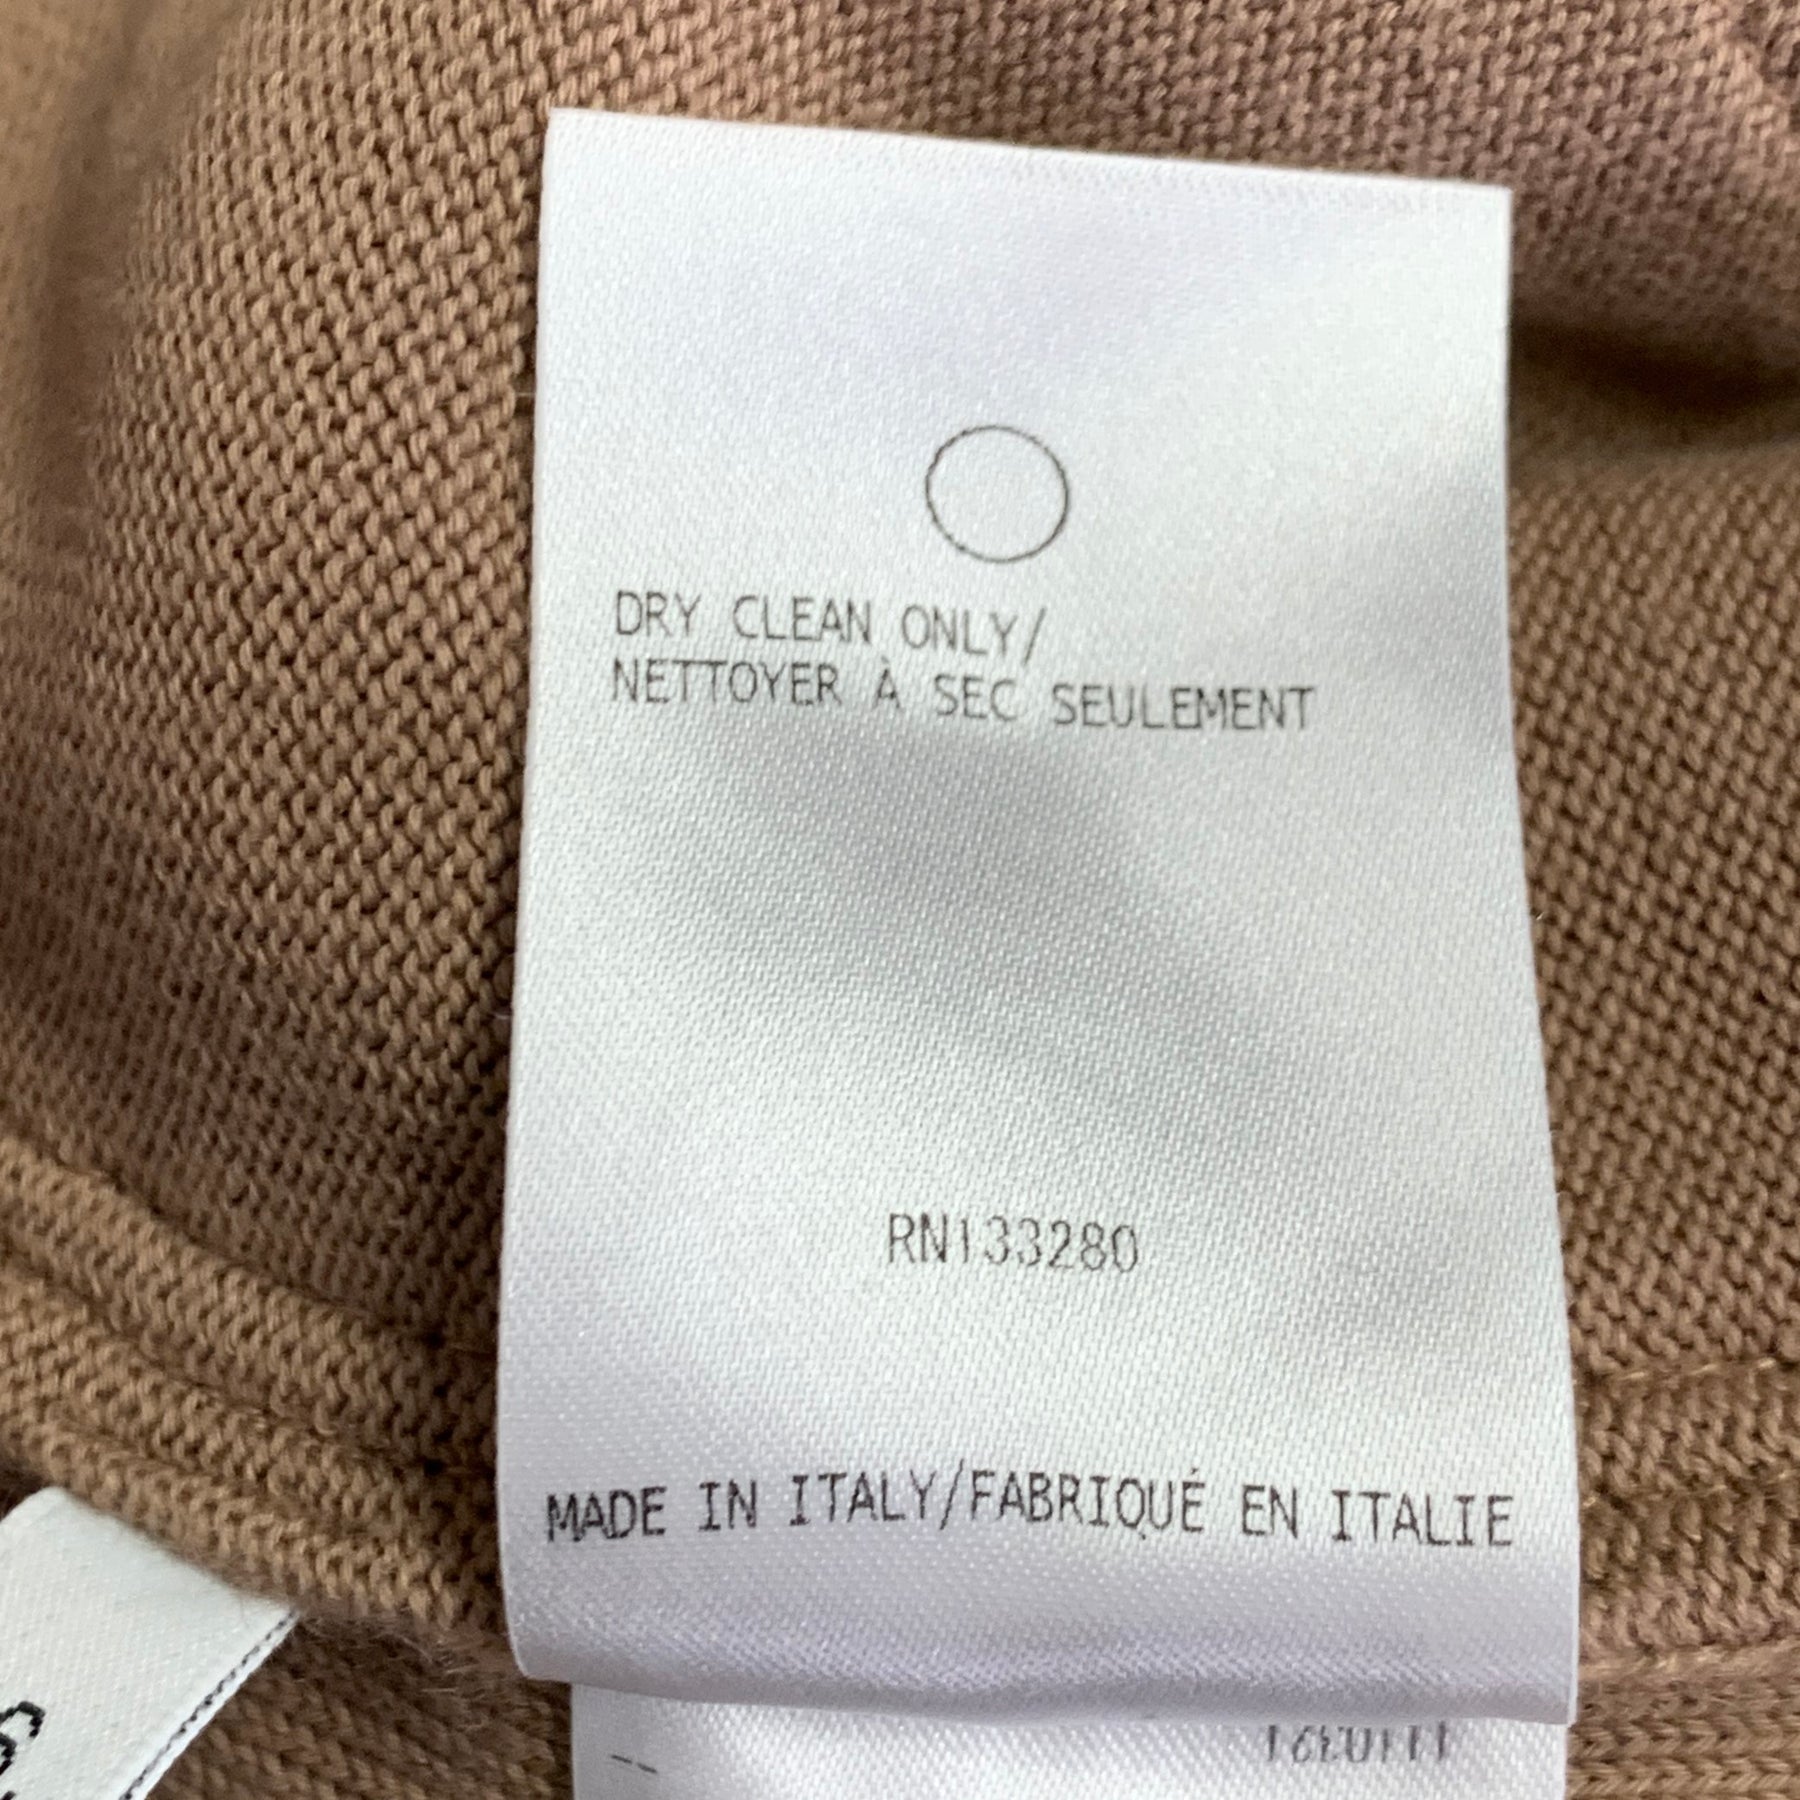 DRY CLEAN ONLY/
NETTOYER À SEC SEULEMENT
RN133280
MADE IN ITALY/FABRIQUÉ EN ITALIE